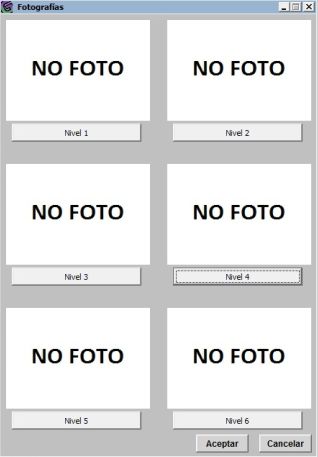 Fotografías
NO FOTO NO FOTO
Nivel 1 Nivel 2
NO FOTO NO FOTO
Nivel 3 Nivel 4
NO FOTO NO FOTO
Nivel 5 Nivel 6
Aceptar Cancelar